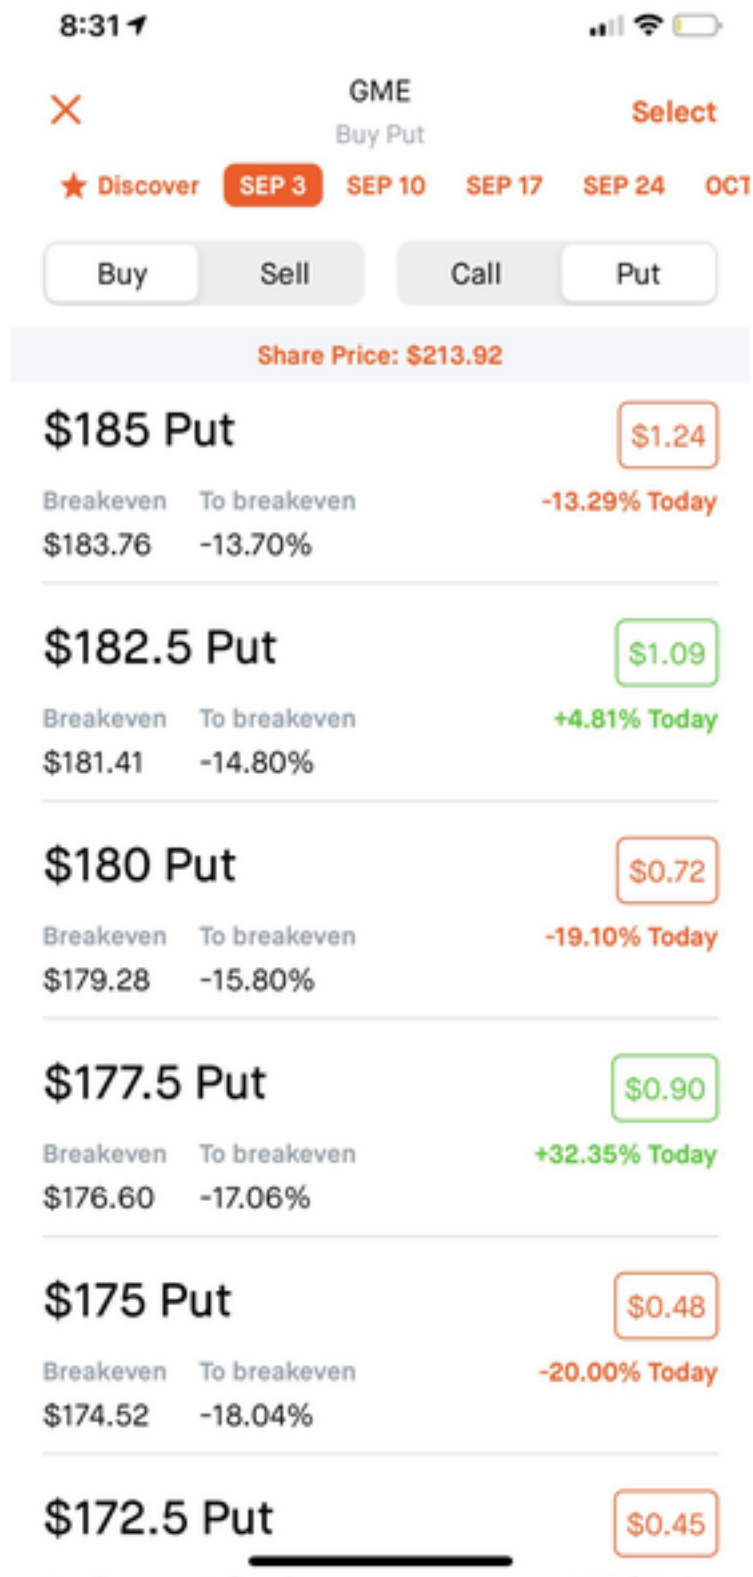 8:31
GME
Select
Buy Put
Discover SEP 3 SEP 10 SEP 17 SEP 24 OCT
Buy Sell Call Put
Share Price: $213.92
$185 Put $1.24
Breakeven To breakeven -13.29% Today
$183.76 -13.70%
$182.5 Put $1.09
Breakeven To breakeven +4.81% Today
$181.41 -14.80%
$180 Put $0.72
Breakeven To breakeven -19.10% Today
$179.28 -15.80%
$177.5 Put $0.90
Breakeven To breakeven +32.35% Today
$176.60 -17.06%
$175 Put $0.48
Breakeven To breakeven -20.00% Today
$174.52 -18.04%
$172.5 Put $0.45